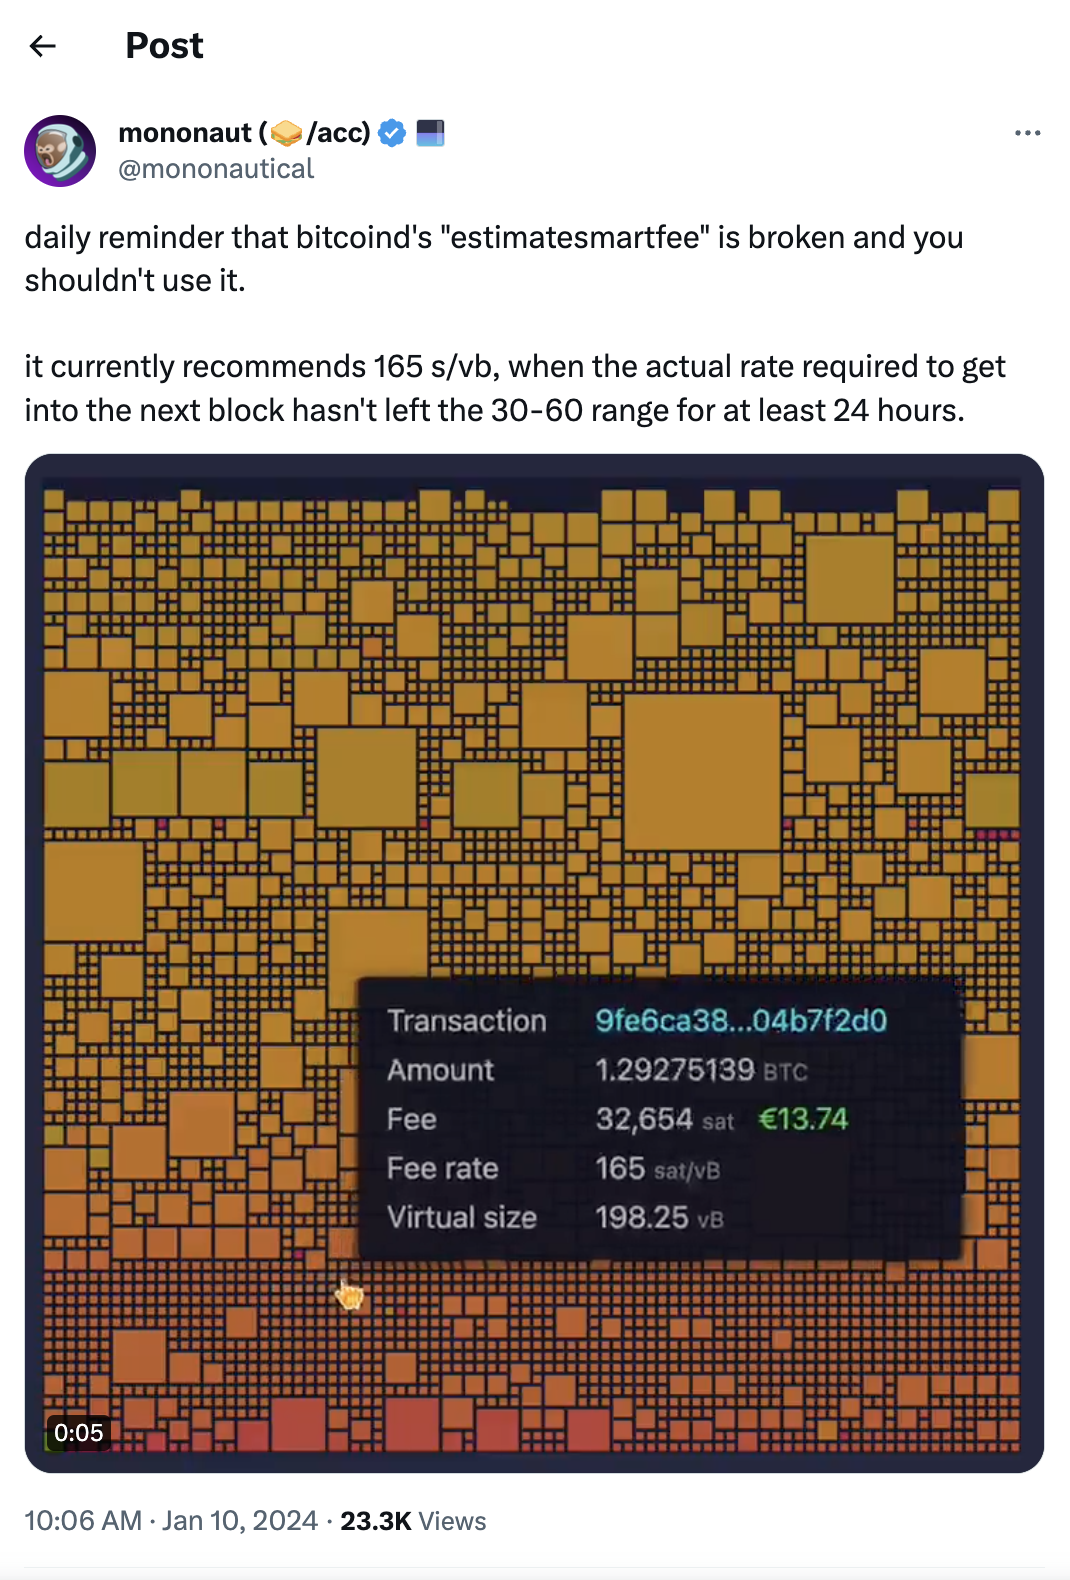 Post
mononaut (🥪/acc)
@mononautical
daily reminder that bitcoind's "estimatesmartfee" is broken and you
shouldn't use it.
it currently recommends 165 s/vb, when the actual rate required to get
into the next block hasn't left the 30-60 range for at least 24 hours.
Transaction 9fe6ca38...04b7f2d0
Amount 1.29275139 BTC
Fee 32,654 sat €13.74
Fee rate 165 sat/vB
Virtual size 198.25 vB
0:05
10:06 AM · Jan 10, 2024 · 23.3K Views